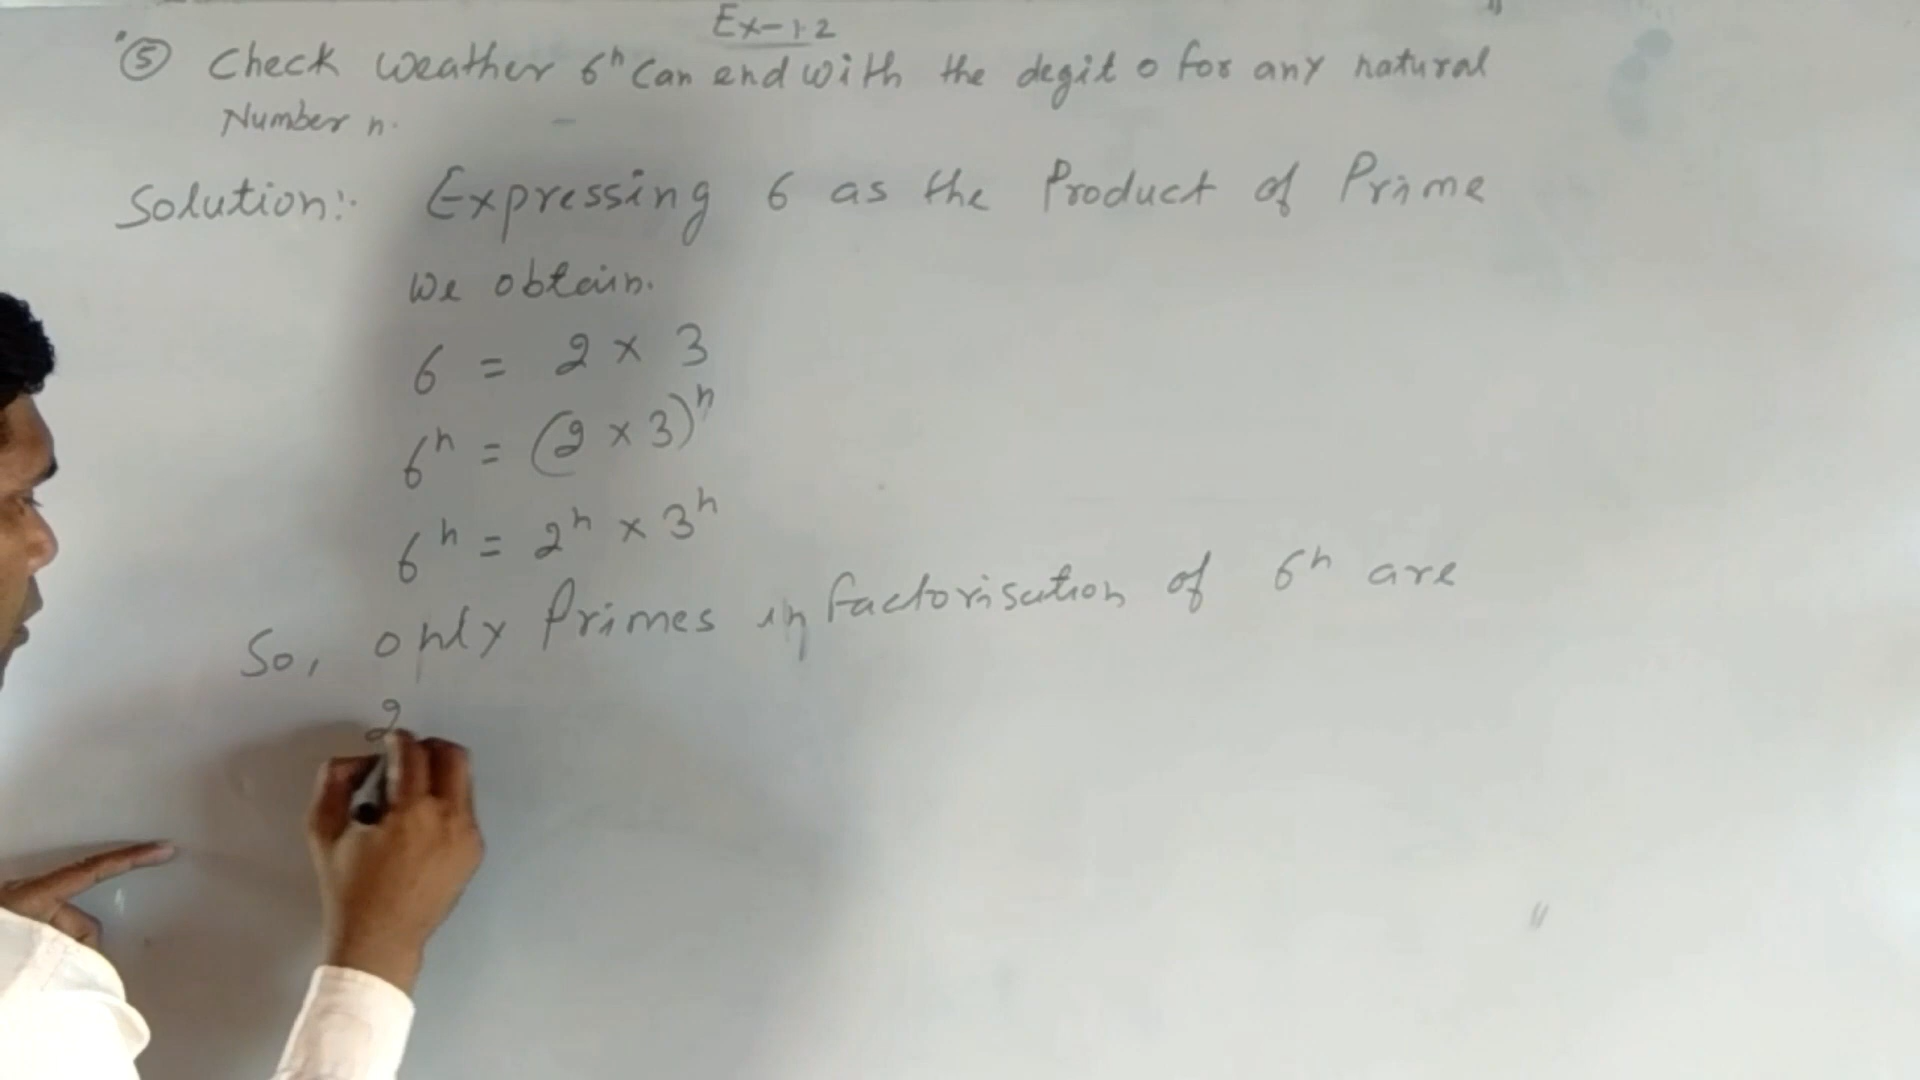 Ex-1.2
⑤ Check weather 6ⁿ Can end with the degit 0 for any natural
Number n.
Solution:- Expressing 6 as the Product of Prime
we obtain.
6 = 2 × 3
6ⁿ = (2 × 3)ⁿ
6ⁿ = 2ⁿ × 3ⁿ
So, only Primes in factorisation of 6ⁿ are
2